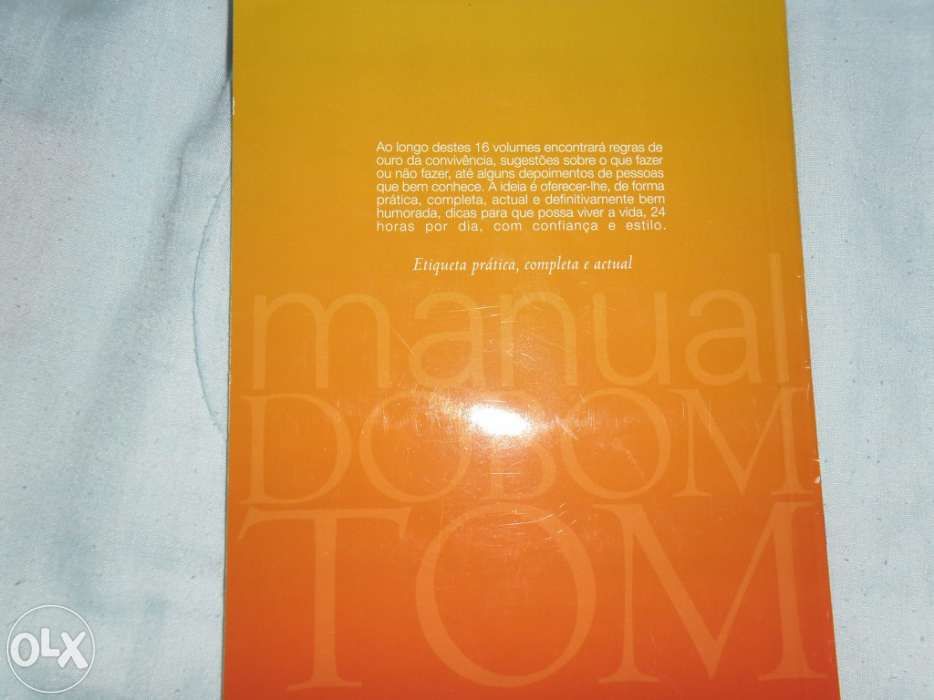 Ao longo destes 16 volumes encontrará regras de
ouro da convivência, sugestões sobre o que fazer
ou não fazer, até alguns depoimentos de pessoas
que bem conhece. A ideia é oferecer-lhe, de forma
prática, completa, actual e definitivamente bem
humorada, dicas para que possa viver a vida, 24
horas por dia, com confiança e estilo.
Etiqueta prática, completa e actual
manual
DO BOM
TOM
OLX